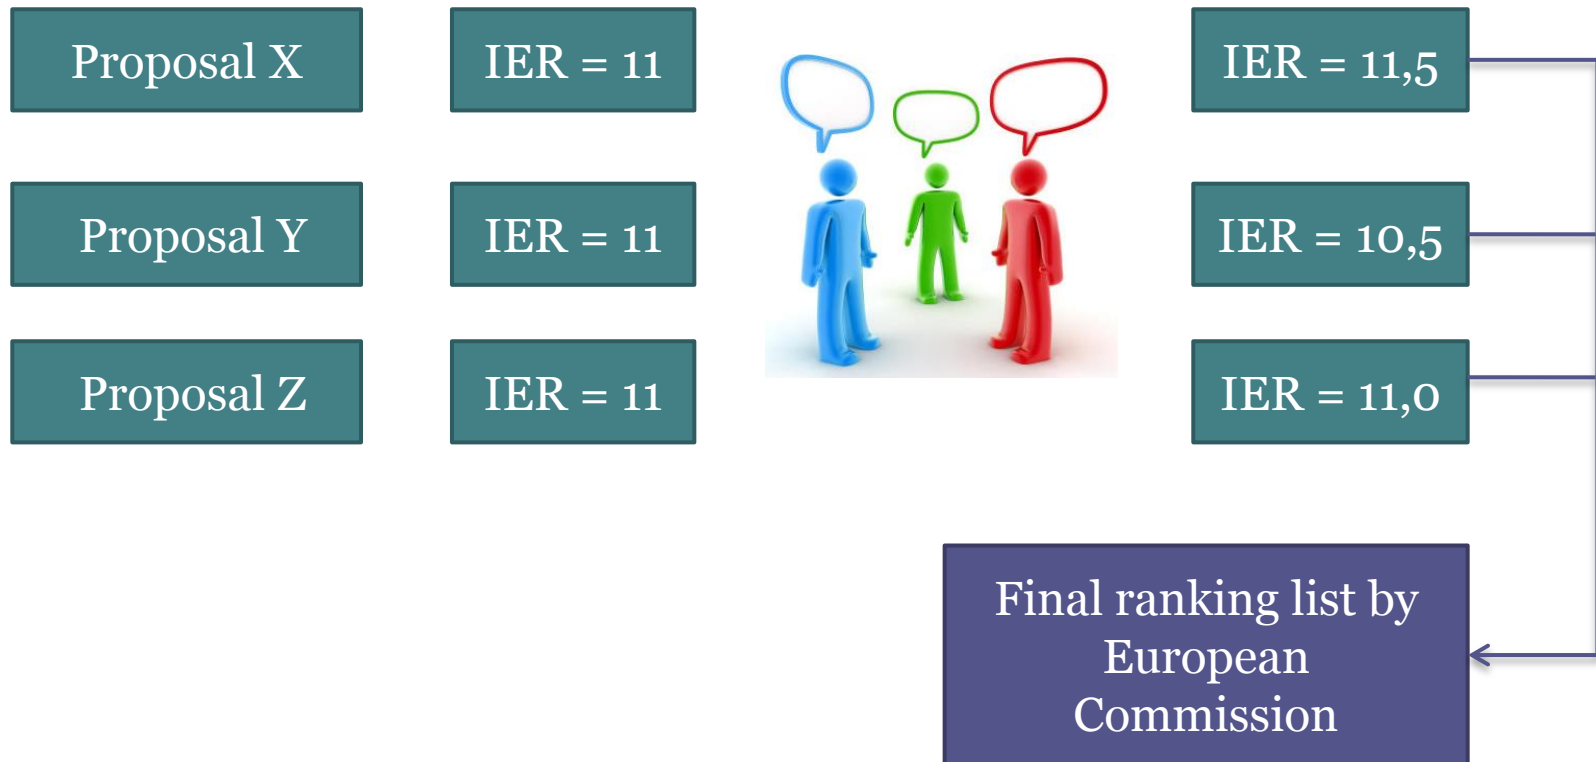 Proposal X
IER = 11
IER = 11,5
Proposal Y
IER = 11
IER = 10,5
Proposal Z
IER = 11
IER = 11,0
Final ranking list by
European
Commission